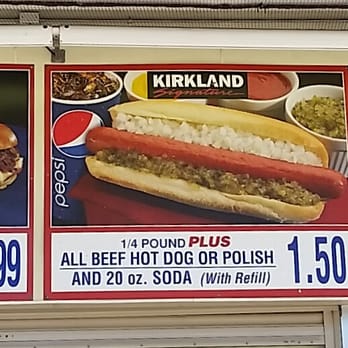 KIRKLAND
Signature
pepsi
1/4 POUND PLUS
ALL BEEF HOT DOG OR POLISH
AND 20 oz. SODA (With Refill)
1.50
99